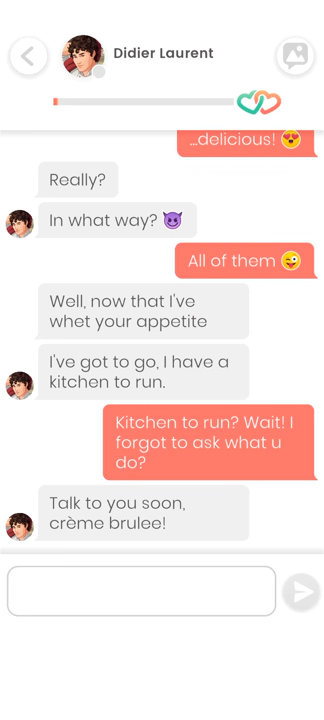 Didier Laurent
...delicious! 😍
Really?
In what way? 😈
All of them 😜
Well, now that I've
whet your appetite
I've got to go, I have a
kitchen to run.
Kitchen to run? Wait! I
forgot to ask what u
do?
Talk to you soon,
crème brulee!